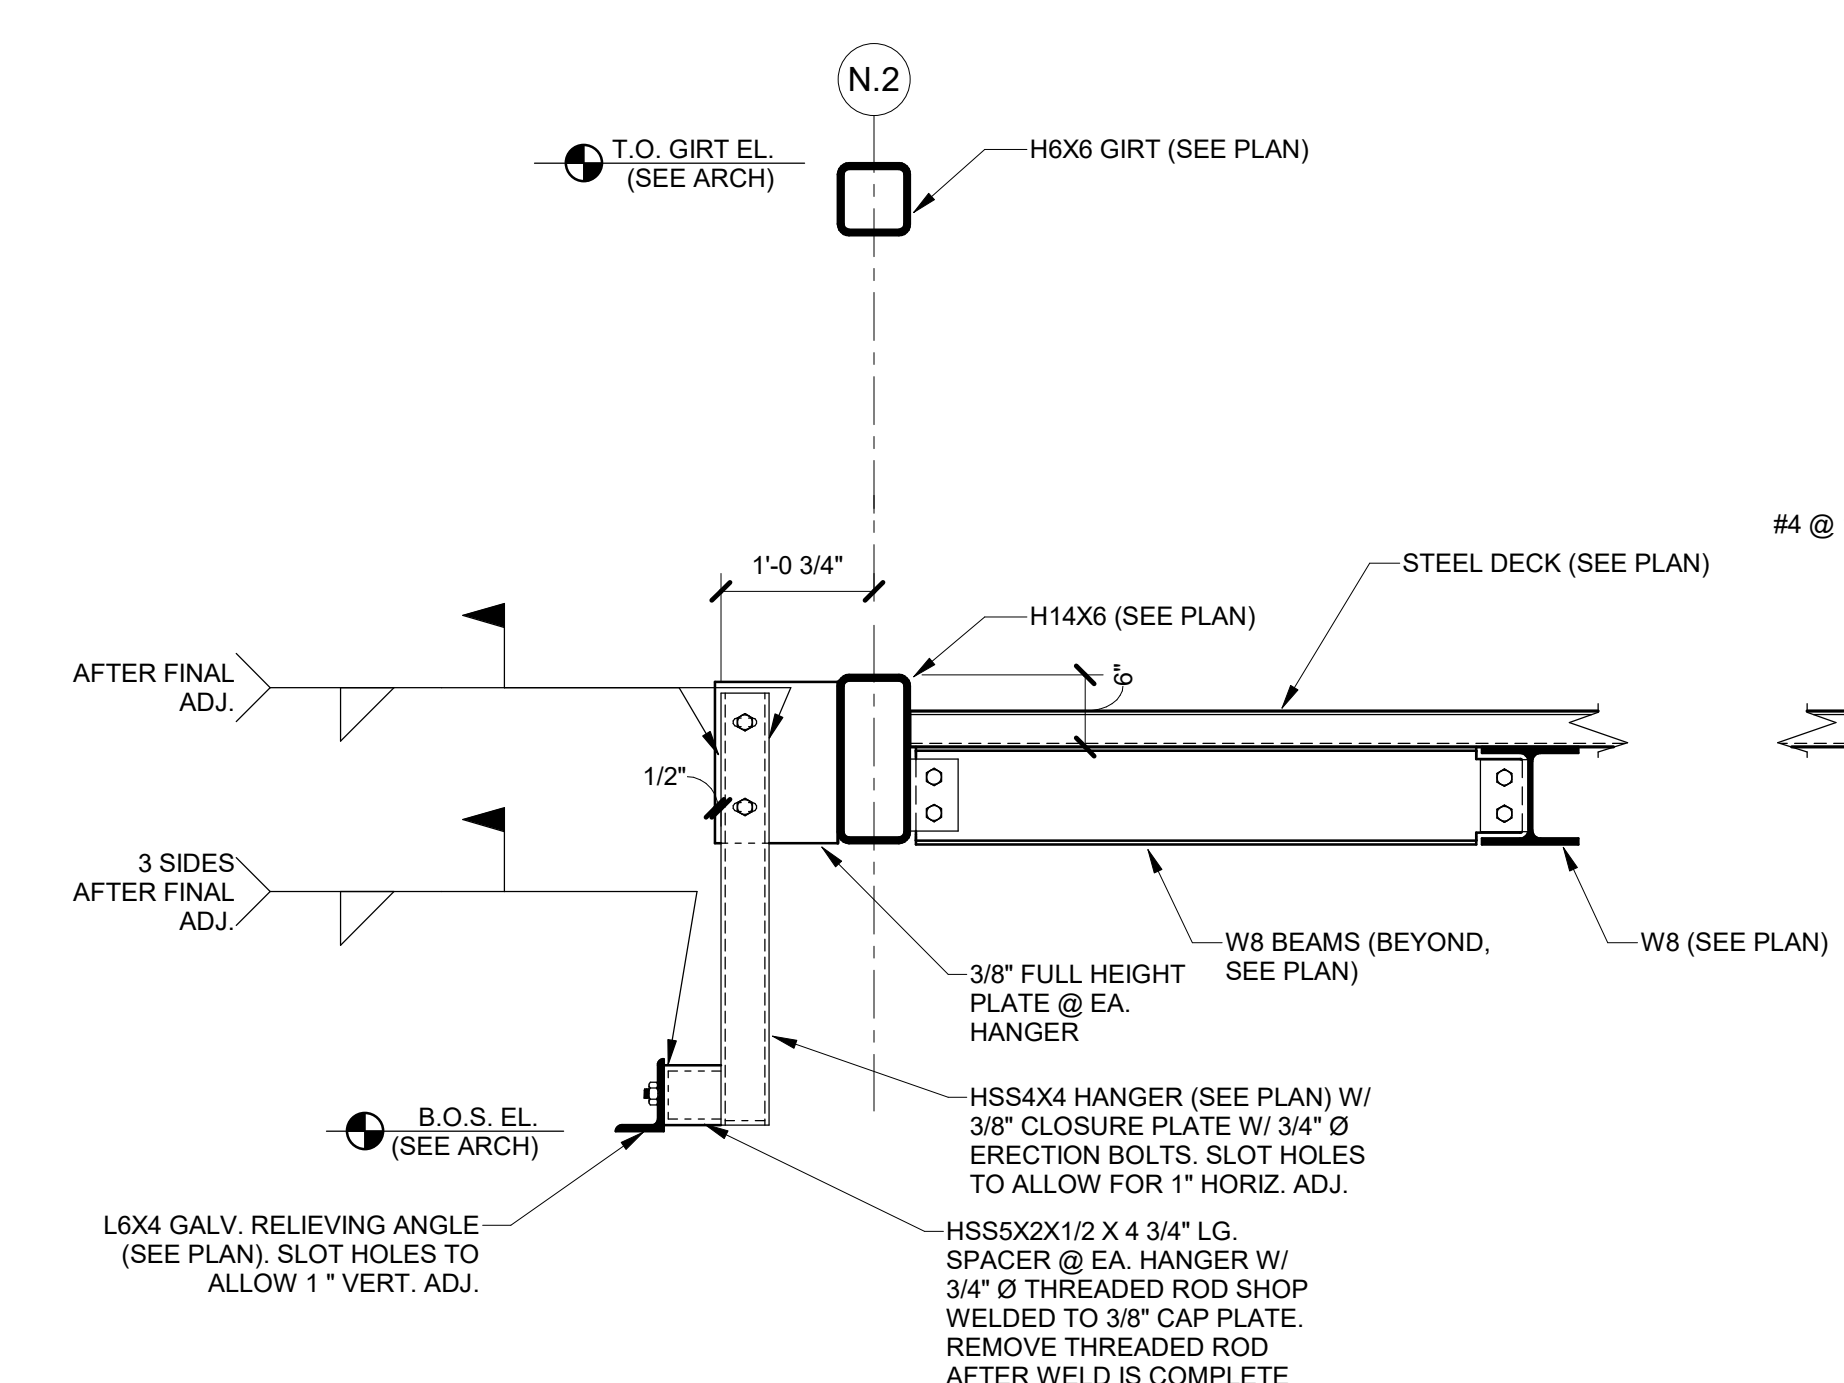 N.2
T.O. GIRT EL.
(SEE ARCH)
H6X6 GIRT (SEE PLAN)
#4 @
1'-0 3/4"
STEEL DECK (SEE PLAN)
H14X6 (SEE PLAN)
6"
AFTER FINAL
ADJ.
1/2"
3 SIDES
AFTER FINAL
ADJ.
W8 BEAMS (BEYOND,
SEE PLAN)
W8 (SEE PLAN)
3/8" FULL HEIGHT
PLATE @ EA.
HANGER
HSS4X4 HANGER (SEE PLAN) W/
3/8" CLOSURE PLATE W/ 3/4" Ø
ERECTION BOLTS. SLOT HOLES
TO ALLOW FOR 1" HORIZ. ADJ.
B.O.S. EL.
(SEE ARCH)
L6X4 GALV. RELIEVING ANGLE
(SEE PLAN). SLOT HOLES TO
ALLOW 1 " VERT. ADJ.
HSS5X2X1/2 X 4 3/4" LG.
SPACER @ EA. HANGER W/
3/4" Ø THREADED ROD SHOP
WELDED TO 3/8" CAP PLATE.
REMOVE THREADED ROD
AFTER WELD IS COMPLETE